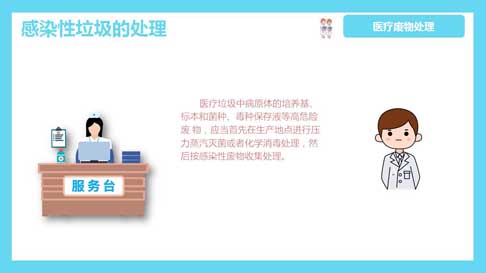 感染性垃圾的处理
医疗废物处理
医疗垃圾中病原体的培养基、
标本和菌种、毒种保存液等高危险
废 物，应当首先在生产地点进行压
力蒸汽灭菌或者化学消毒处理，然
后按感染性废物收集处理。
服务台